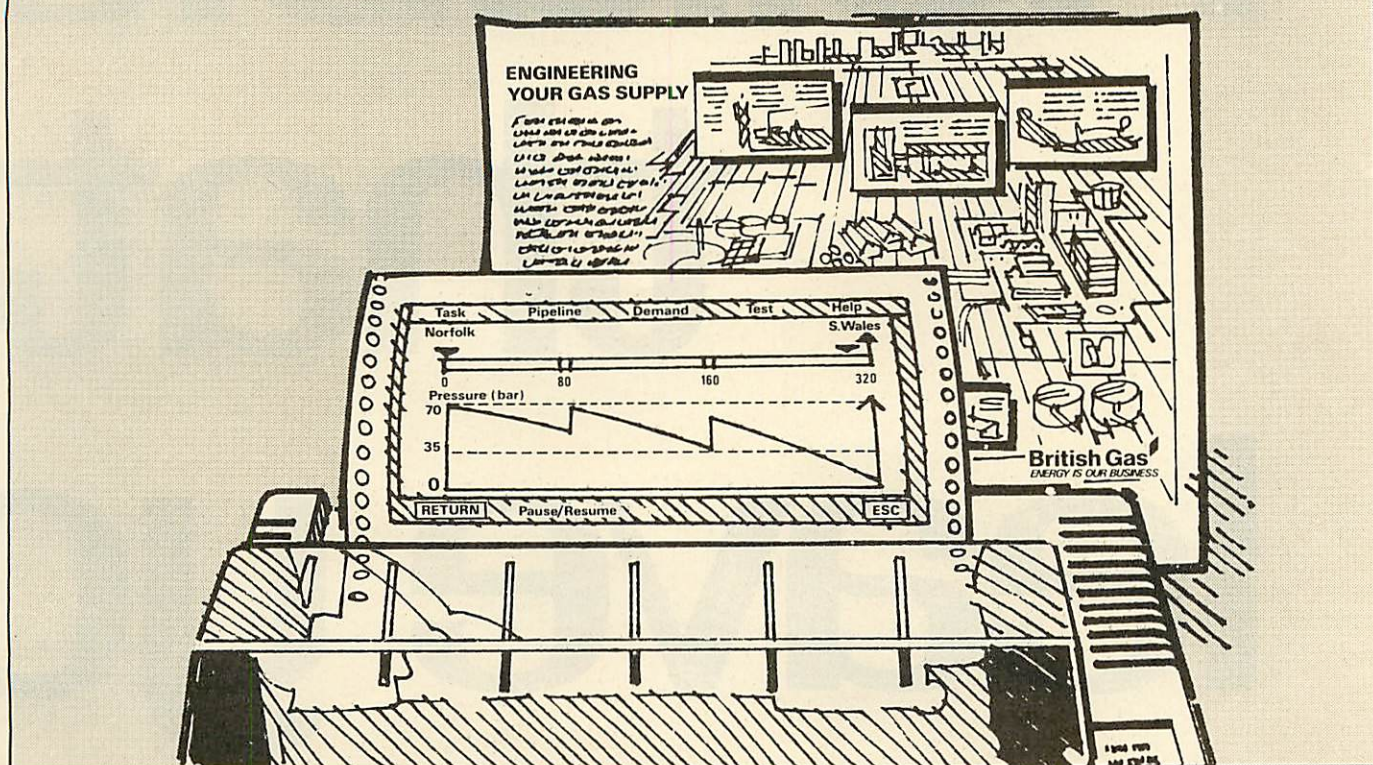 ENGINEERING
YOUR GAS SUPPLY
Task Pipeline Demand Test Help
Norfolk S.Wales
0 80 160 320
Pressure (bar)
70
35
0
RETURN Pause/Resume ESC
British Gas
ENERGY IS OUR BUSINESS